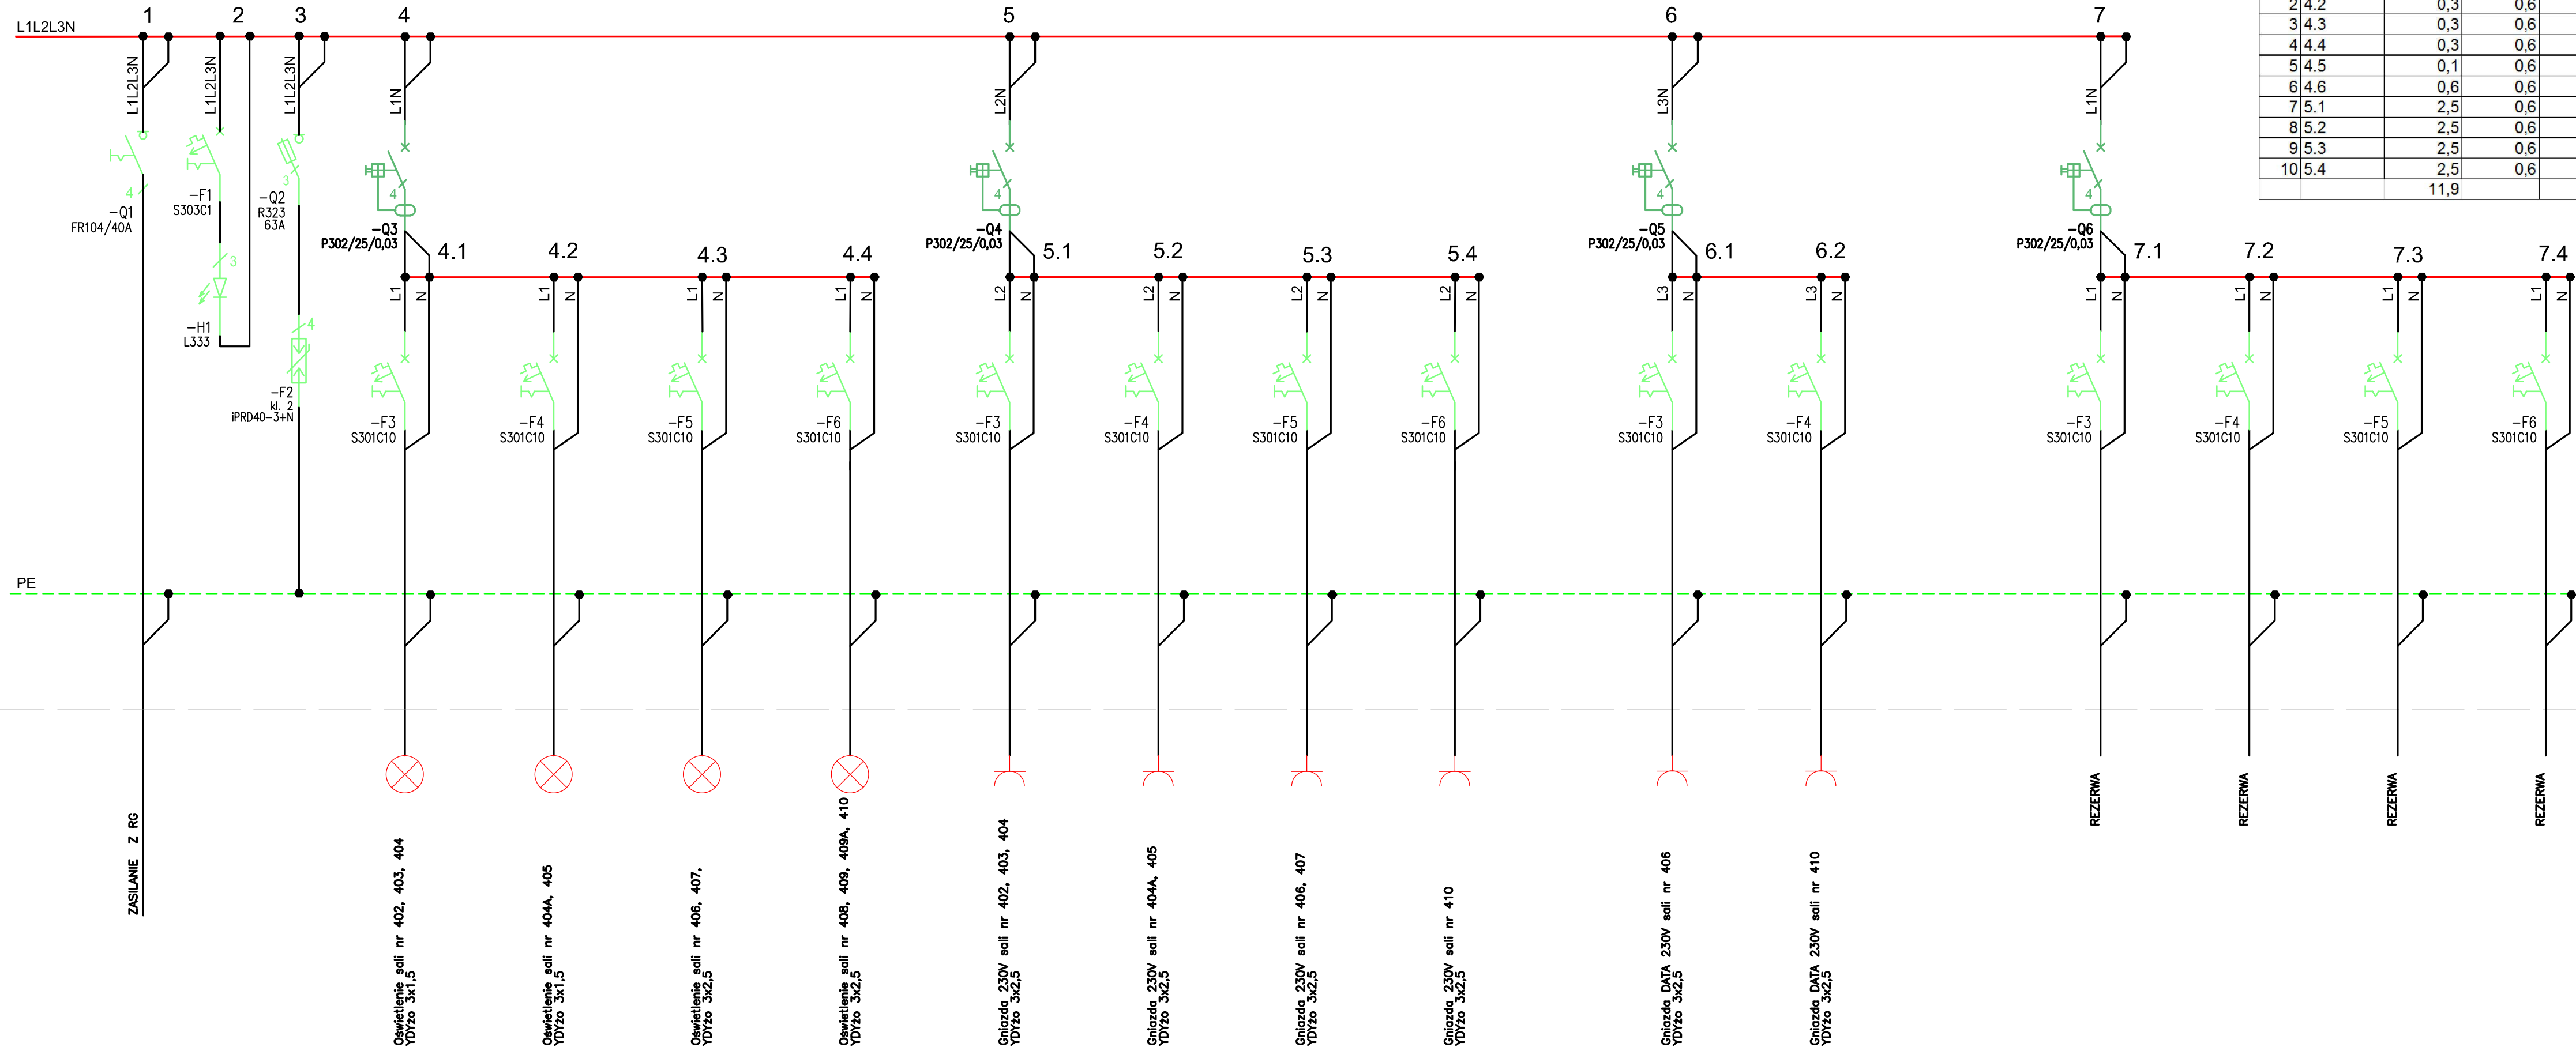 1 2 3 4 5 6 7
L1L2L3N
L1L2L3N
L1L2L3N
L1L2L3N
L1N
L2N
L3N
L1N
2 4.2 0,3 0,6
3 4.3 0,3 0,6
4 4.4 0,3 0,6
5 4.5 0,1 0,6
6 4.6 0,6 0,6
7 5.1 2,5 0,6
8 5.2 2,5 0,6
9 5.3 2,5 0,6
10 5.4 2,5 0,6
11,9
4
-Q1
FR104/40A
-F1
S303C1
3
-H1
L333
3
-Q2
R323
63A
4
-F2
kl. 2
iPRD40-3+N
4
-Q3
P302/25/0,03
4
-Q4
P302/25/0,03
4
-Q5
P302/25/0,03
4
-Q6
P302/25/0,03
4.1 4.2 4.3 4.4 5.1 5.2 5.3 5.4 6.1 6.2 7.1 7.2 7.3 7.4
L1 N L1 N L1 N L1 N L2 N L2 N L2 N L2 N L3 N L3 N L1 N L1 N L1 N L1 N
-F3
S301C10
-F4
S301C10
-F5
S301C10
-F6
S301C10
-F3
S301C10
-F4
S301C10
-F5
S301C10
-F6
S301C10
-F3
S301C10
-F4
S301C10
-F3
S301C10
-F4
S301C10
-F5
S301C10
-F6
S301C10
PE
ZASILANIE Z RG
Oświetlenie sali nr 402, 403, 404
YDYżo 3x1,5
Oświetlenie sali nr 404A, 405
YDYżo 3x1,5
Oświetlenie sali nr 406, 407,
YDYżo 3x2,5
Oświetlenie sali nr 408, 409, 409A, 410
YDYżo 3x2,5
Gniazda 230V sali nr 402, 403, 404
YDYżo 3x2,5
Gniazda 230V sali nr 404A, 405
YDYżo 3x2,5
Gniazda 230V sali nr 406, 407
YDYżo 3x2,5
Gniazda 230V sali nr 410
YDYżo 3x2,5
Gniazda DATA 230V sali nr 406
YDYżo 3x2,5
Gniazda DATA 230V sali nr 410
YDYżo 3x2,5
REZERWA
REZERWA
REZERWA
REZERWA